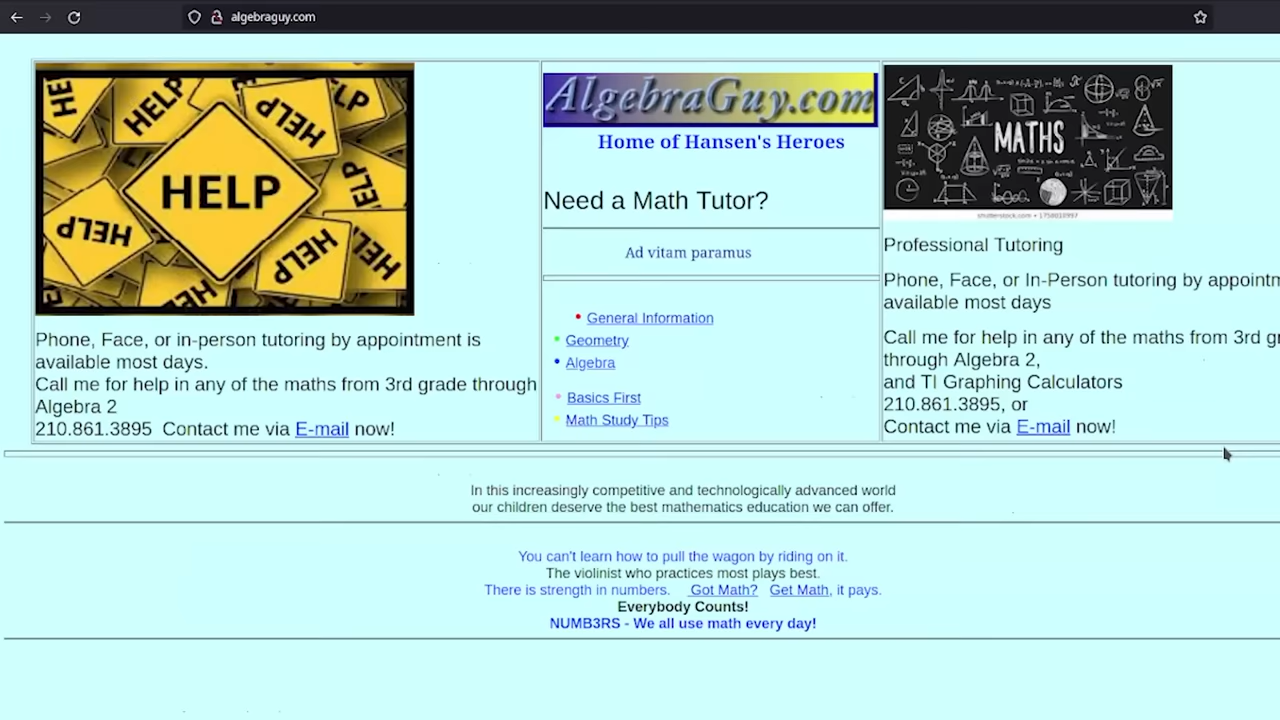 algebraguy.com
HELP
HELP
HELP
HELP
HELP
HELP
HELP
HELP
Phone, Face, or in-person tutoring by appointment is
available most days.
Call me for help in any of the maths from 3rd grade through
Algebra 2
210.861.3895 Contact me via E-mail now!
AlgebraGuy.com
Home of Hansen's Heroes
Need a Math Tutor?
Ad vitam paramus
• General Information
• Geometry
• Algebra
• Basics First
• Math Study Tips
MATHS
Professional Tutoring
Phone, Face, or In-Person tutoring by
available most days
Call me for help in any of the maths from 3rd
through Algebra 2,
and TI Graphing Calculators
210.861.3895, or
Contact me via E-mail now!
In this increasingly competitive and technologically advanced world
our children deserve the best mathematics education we can offer.
You can't learn how to pull the wagon by riding on it.
The violinist who practices most plays best.
There is strength in numbers. Got Math? Get Math, it pays.
Everybody Counts!
NUMB3RS - We all use math every day!